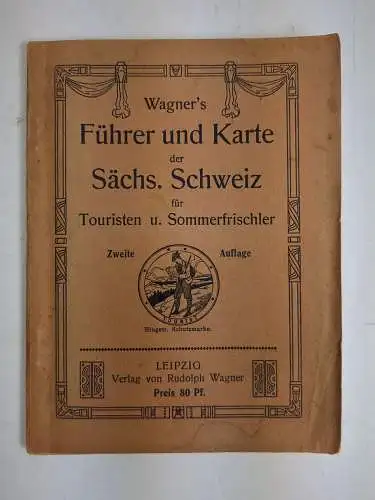 Wagner's
Führer und Karte
der
Sächs. Schweiz
für
Touristen u. Sommerfrischler
Zweite Auflage
TOURIST
Eingetr. Schutzmarke.
LEIPZIG
Verlag von Rudolph Wagner
Preis 80 Pf.